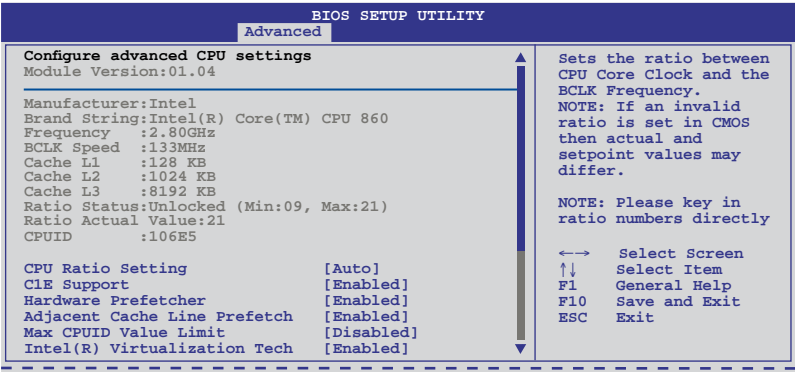 BIOS SETUP UTILITY
Advanced
Configure advanced CPU settings
Module Version:01.04
Manufacturer:Intel
Brand String:Intel(R) Core(TM) CPU 860
Frequency :2.80GHz
BCLK Speed :133MHz
Cache L1 :128 KB
Cache L2 :1024 KB
Cache L3 :8192 KB
Ratio Status:Unlocked (Min:09, Max:21)
Ratio Actual Value:21
CPUID :106E5
CPU Ratio Setting [Auto]
C1E Support [Enabled]
Hardware Prefetcher [Enabled]
Adjacent Cache Line Prefetch [Enabled]
Max CPUID Value Limit [Disabled]
Intel(R) Virtualization Tech [Enabled]
Sets the ratio between
CPU Core Clock and the
BCLK Frequency.
NOTE: If an invalid
ratio is set in CMOS
then actual and
setpoint values may
differ.
NOTE: Please key in
ratio numbers directly
←→ Select Screen
↑↓ Select Item
F1 General Help
F10 Save and Exit
ESC Exit